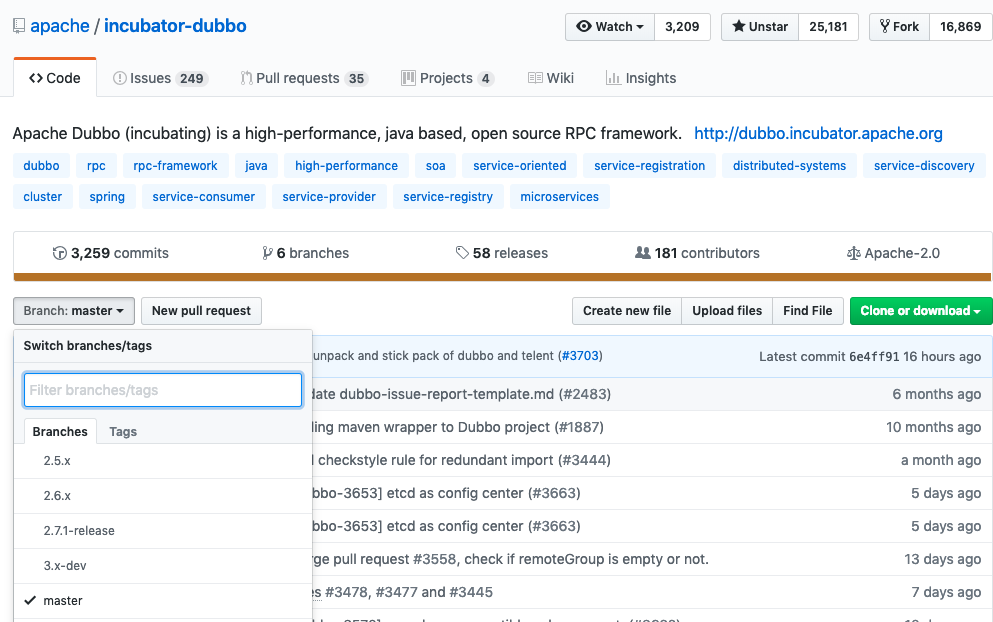 apache / incubator-dubbo
Watch 3,209 Unstar 25,181 Fork 16,869
Code Issues 249 Pull requests 35 Projects 4 Wiki Insights
Apache Dubbo (incubating) is a high-performance, java based, open source RPC framework. http://dubbo.incubator.apache.org
dubbo rpc rpc-framework java high-performance soa service-oriented service-registration distributed-systems service-discovery
cluster spring service-consumer service-provider service-registry microservices
3,259 commits 6 branches 58 releases 181 contributors Apache-2.0
Branch: master New pull request Create new file Upload files Find File Clone or download
Switch branches/tags
unpack and stick pack of dubbo and telent (#3703) Latest commit 6e4ff91 16 hours ago
Filter branches/tags
date dubbo-issue-report-template.md (#2483) 6 months ago
Branches Tags
ling maven wrapper to Dubbo project (#1887) 10 months ago
2.5.x
checkstyle rule for redundant import (#3444) a month ago
2.6.x
bbo-3653] etcd as config center (#3663) 5 days ago
2.7.1-release
bbo-3653] etcd as config center (#3663) 5 days ago
3.x-dev
rge pull request #3558, check if remoteGroup is empty or not. 13 days ago
master
es #3478, #3477 and #3445 7 days ago